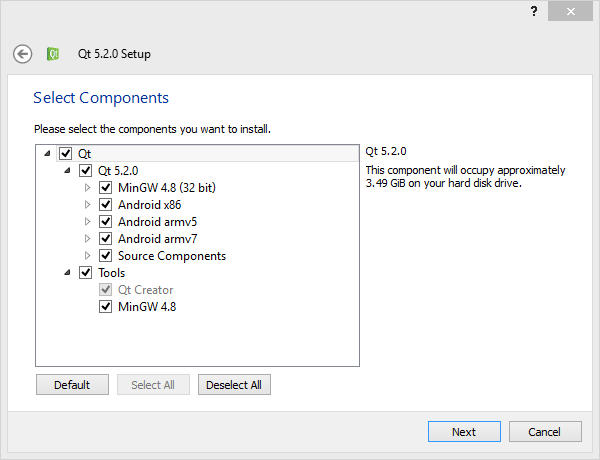 ?
Qt 5.2.0 Setup
Select Components
Please select the components you want to install.
Qt
Qt 5.2.0
MinGW 4.8 (32 bit)
Android x86
Android armv5
Android armv7
Source Components
Tools
Qt Creator
MinGW 4.8
Qt 5.2.0
This component will occupy approximately
3.49 GiB on your hard disk drive.
Default
Select All
Deselect All
Next
Cancel